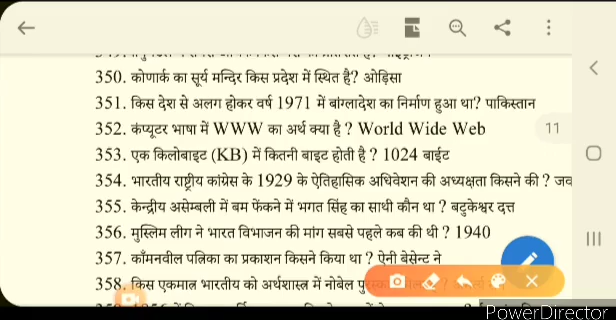 350. कोणार्क का सूर्य मन्दिर किस प्रदेश में स्थित है? ओड़िसा
351. किस देश से अलग होकर वर्ष 1971 में बांग्लादेश का निर्माण हुआ था? पाकिस्तान
352. कंप्यूटर भाषा में WWW का अर्थ क्या है ? World Wide Web
11
353. एक किलोबाइट (KB) में कितनी बाइट होती है ? 1024 बाईट
354. भारतीय राष्ट्रीय कांग्रेस के 1929 के ऐतिहासिक अधिवेशन की अध्यक्षता किसने की ? जव
355. केन्द्रीय असेम्बली में बम फेंकने में भगत सिंह का साथी कौन था ? बटुकेश्वर दत्त
356. मुस्लिम लीग ने भारत विभाजन की मांग सबसे पहले कब की थी ? 1940
357. कॉमनवील पत्रिका का प्रकाशन किसने किया था ? ऐनी बेसेन्ट ने
358. किस एकमात्र भारतीय को अर्थशास्त्र में नोबेल
PowerDirector